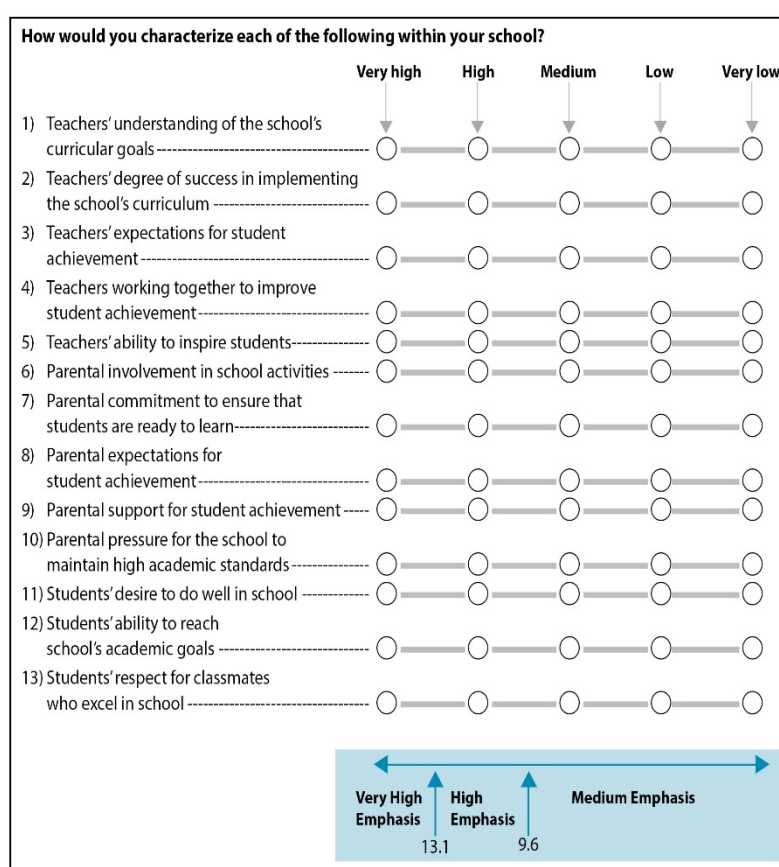 How would you characterize each of the following within your school?
Very high High Medium Low Very low
1) Teachers' understanding of the school's
curricular goals
2) Teachers' degree of success in implementing
the school's curriculum
3) Teachers' expectations for student
achievement
4) Teachers working together to improve
student achievement
5) Teachers' ability to inspire students
6) Parental involvement in school activities
7) Parental commitment to ensure that
students are ready to learn
8) Parental expectations for
student achievement
9) Parental support for student achievement
10) Parental pressure for the school to
maintain high academic standards
11) Students' desire to do well in school
12) Students' ability to reach
school's academic goals
13) Students' respect for classmates
who excel in school
Very High High Medium Emphasis
Emphasis Emphasis
13.1 9.6